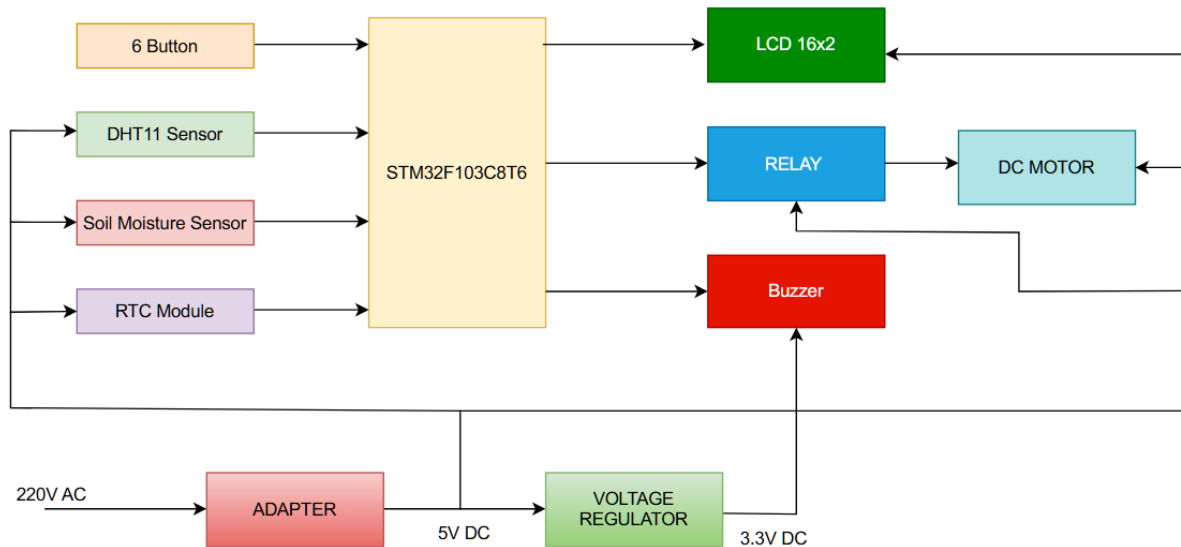 6 Button
DHT11 Sensor
Soil Moisture Sensor
RTC Module
STM32F103C8T6
LCD 16x2
RELAY
DC MOTOR
Buzzer
220V AC
ADAPTER
5V DC
VOLTAGE
REGULATOR
3.3V DC